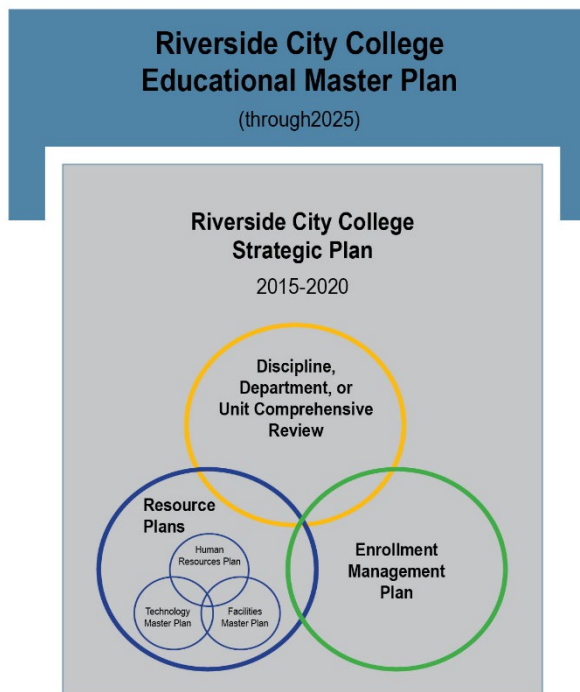 Riverside City College
Educational Master Plan
(through2025)
Riverside City College
Strategic Plan
2015-2020
Discipline,
Department, or
Unit Comprehensive
Review
Resource
Plans
Human
Resources Plan
Technology
Master Plan
Facilities
Master Plan
Enrollment
Management
Plan